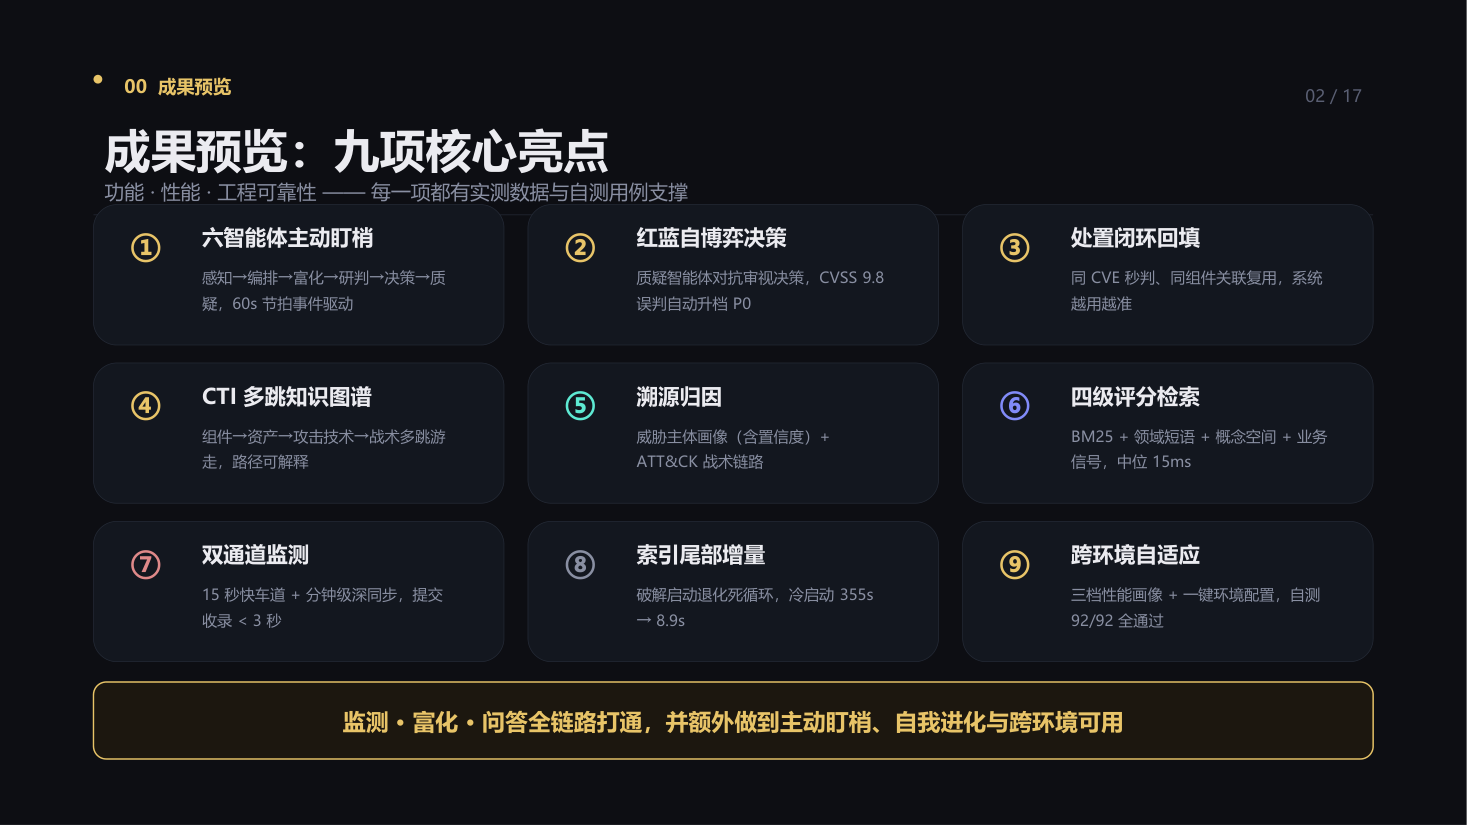 00 成果预览
02 / 17
成果预览：九项核心亮点
功能 · 性能 · 工程可靠性 —— 每一项都有实测数据与自测用例支撑
①
六智能体主动盯梢
感知→编排→富化→研判→决策→质
疑，60s 节拍事件驱动
②
红蓝自博弈决策
质疑智能体对抗审视决策，CVSS 9.8
误判自动升档 P0
③
处置闭环回填
同 CVE 秒判、同组件关联复用，系统
越用越准
④
CTI 多跳知识图谱
组件→资产→攻击技术→战术多跳游
走，路径可解释
⑤
溯源归因
威胁主体画像（含置信度）+
ATT&CK 战术链路
⑥
四级评分检索
BM25 + 领域短语 + 概念空间 + 业务
信号，中位 15ms
⑦
双通道监测
15 秒快车道 + 分钟级深同步，提交
收录 < 3 秒
⑧
索引尾部增量
破解启动退化死循环，冷启动 355s
→ 8.9s
⑨
跨环境自适应
三档性能画像 + 一键环境配置，自测
92/92 全通过
监测 · 富化 · 问答全链路打通，并额外做到主动盯梢、自我进化与跨环境可用